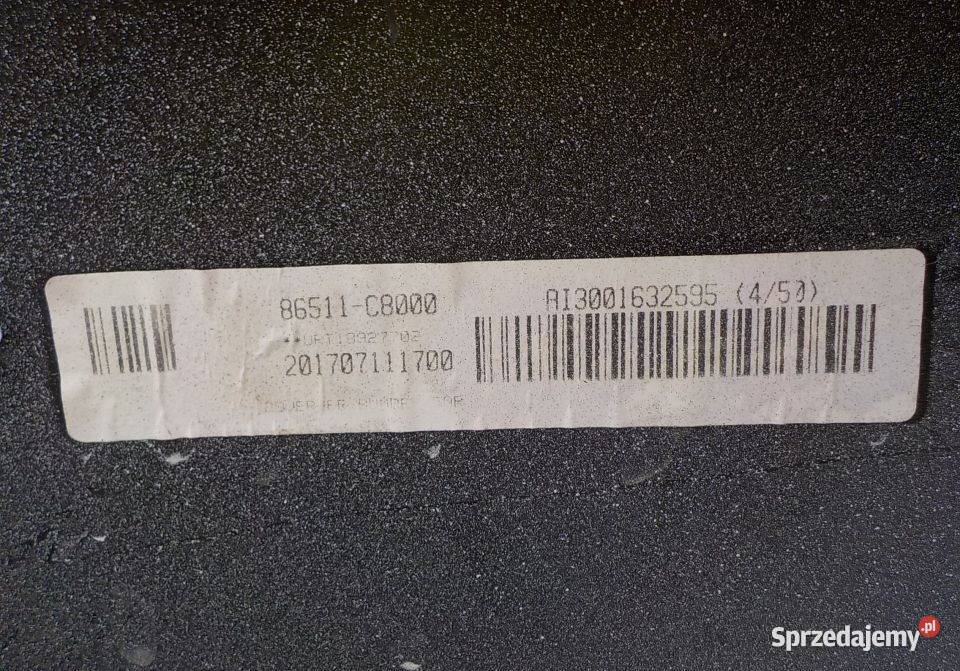 86511-C8000
AI3001632595 (4/50)
201707111700
Sprzedajemy.pl